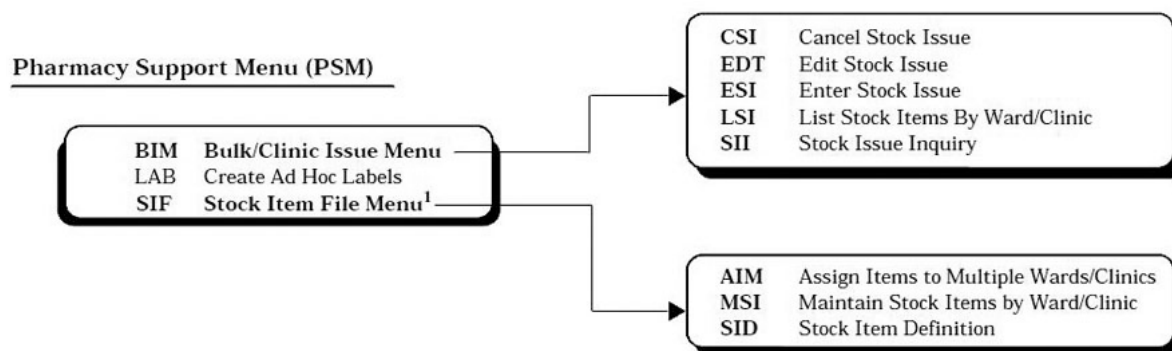 Pharmacy Support Menu (PSM)
BIM Bulk/Clinic Issue Menu
LAB Create Ad Hoc Labels
SIF Stock Item File Menu¹
CSI Cancel Stock Issue
EDT Edit Stock Issue
ESI Enter Stock Issue
LSI List Stock Items By Ward/Clinic
SII Stock Issue Inquiry
AIM Assign Items to Multiple Wards/Clinics
MSI Maintain Stock Items by Ward/Clinic
SID Stock Item Definition